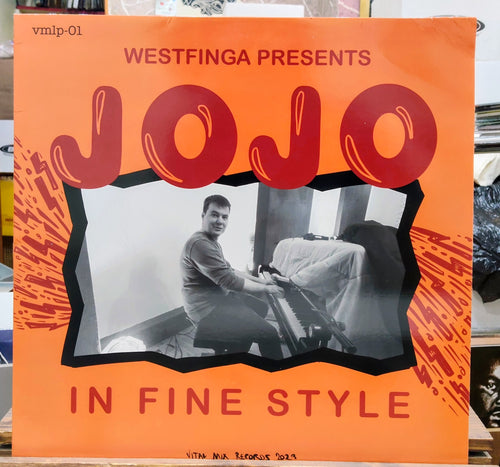 vmlp-01
WESTFINGA PRESENTS
JOJO
IN FINE STYLE
VITAL MIX RECORDS 2023